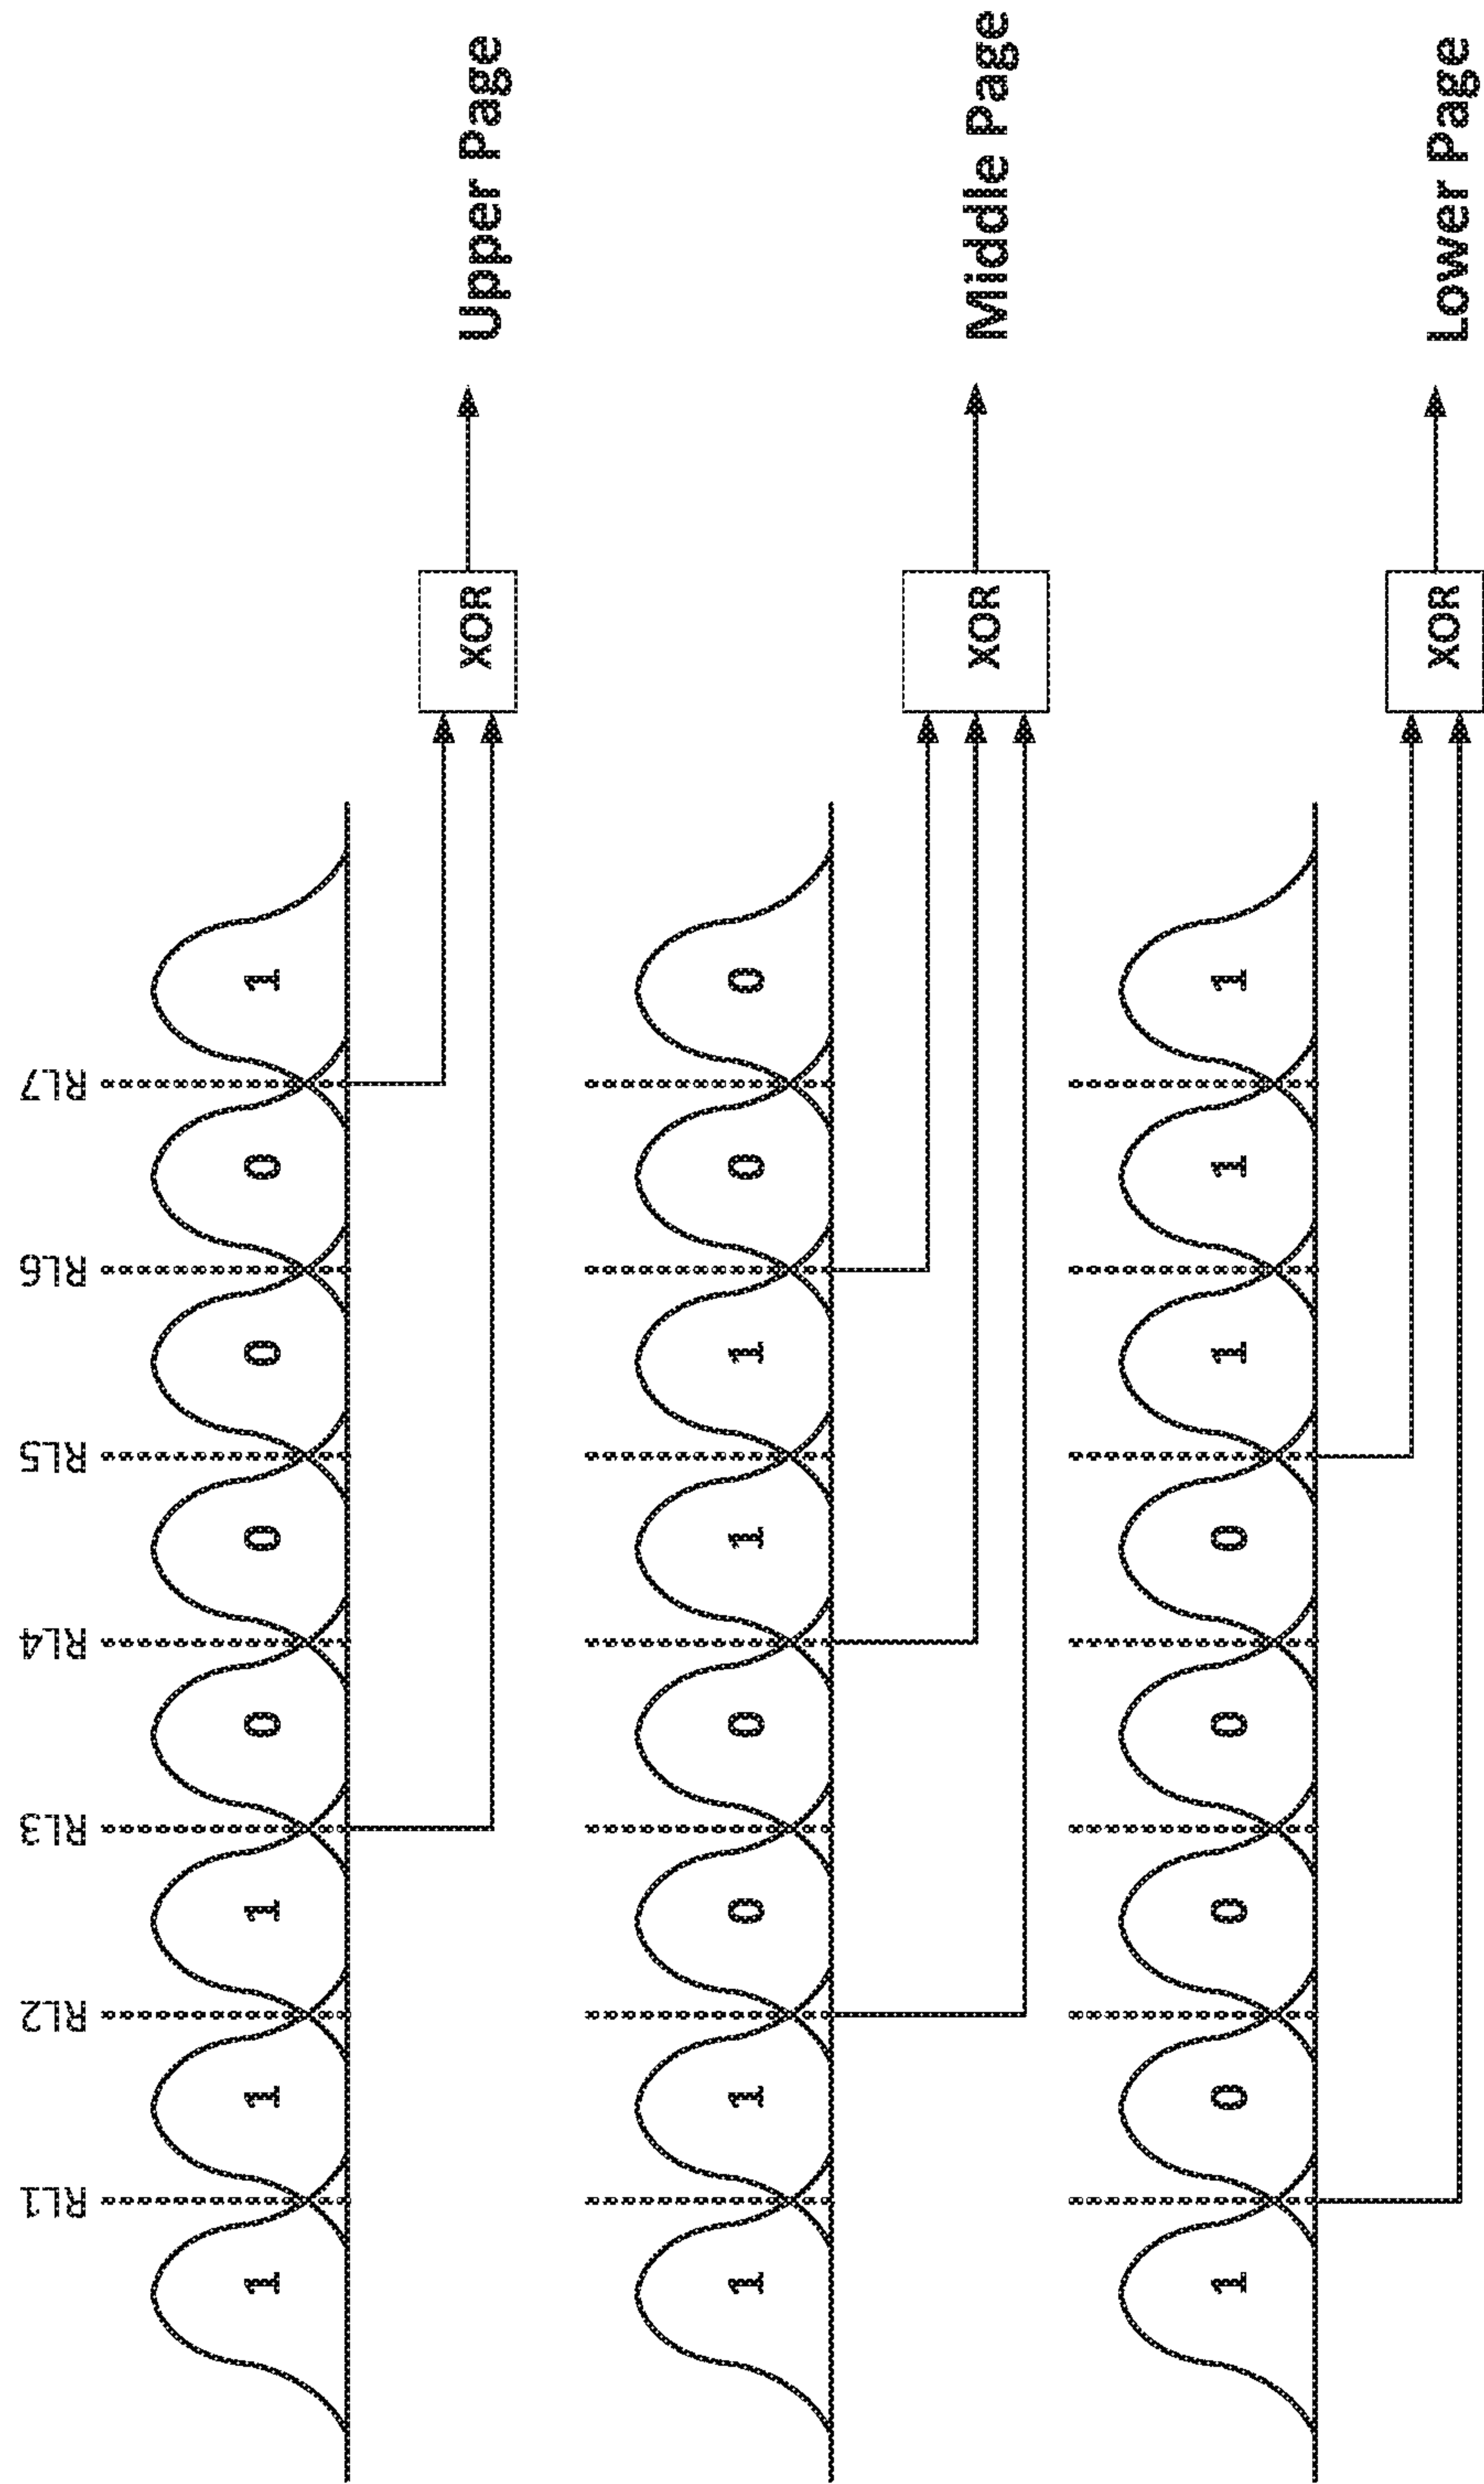 RL1 RL2 RL3 RL4 RL5 RL6 RL7
1 1 1 0 0 0 0 1
XOR
Upper Page
1 1 0 0 1 1 0 0
XOR
Middle Page
1 0 0 0 0 1 1 1
XOR
Lower Page